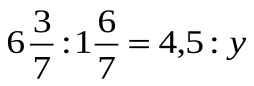 6 3/7 : 1 6/7 = 4,5 : y